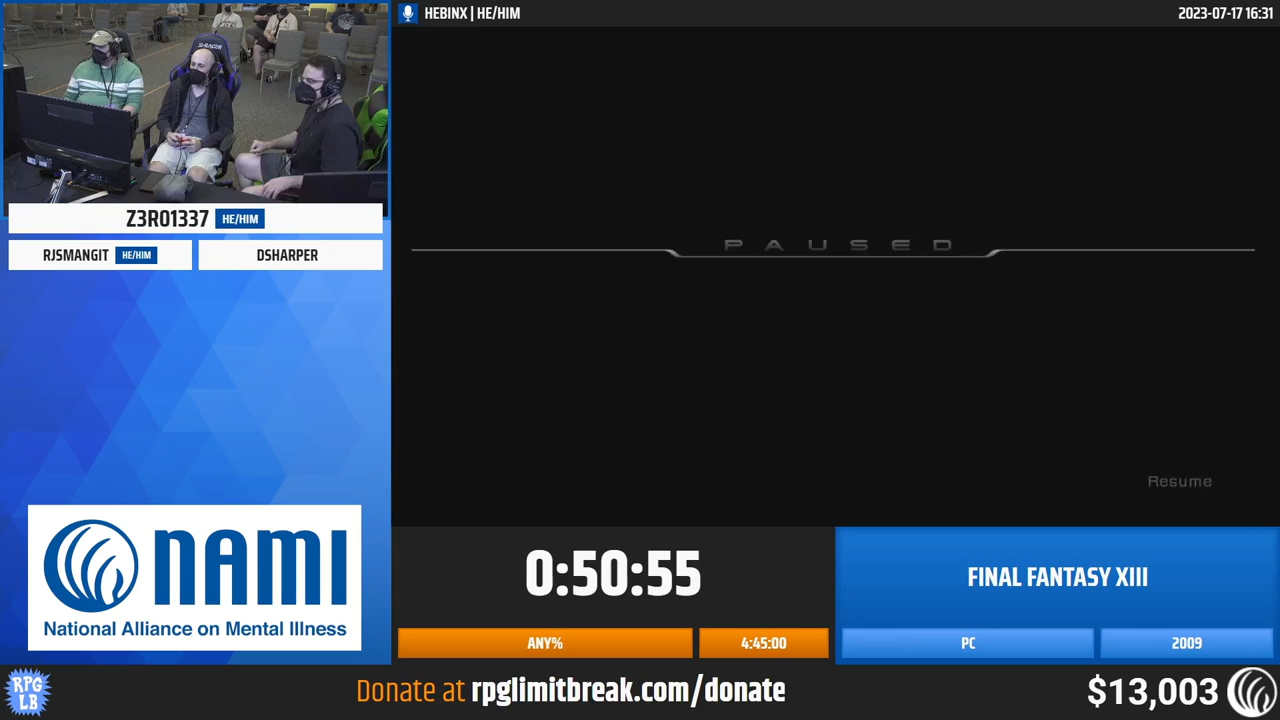 HEBINX | HE/HIM
2023-07-17 16:31
Z3R01337 HE/HIM
RJSMANGIT HE/HIM
DSHARPER
PAUSED
Resume
NAMI
National Alliance on Mental Illness
0:50:55
FINAL FANTASY XIII
ANY%
4:45:00
PC
2009
RPG
LB
Donate at rpglimitbreak.com/donate
$13,003